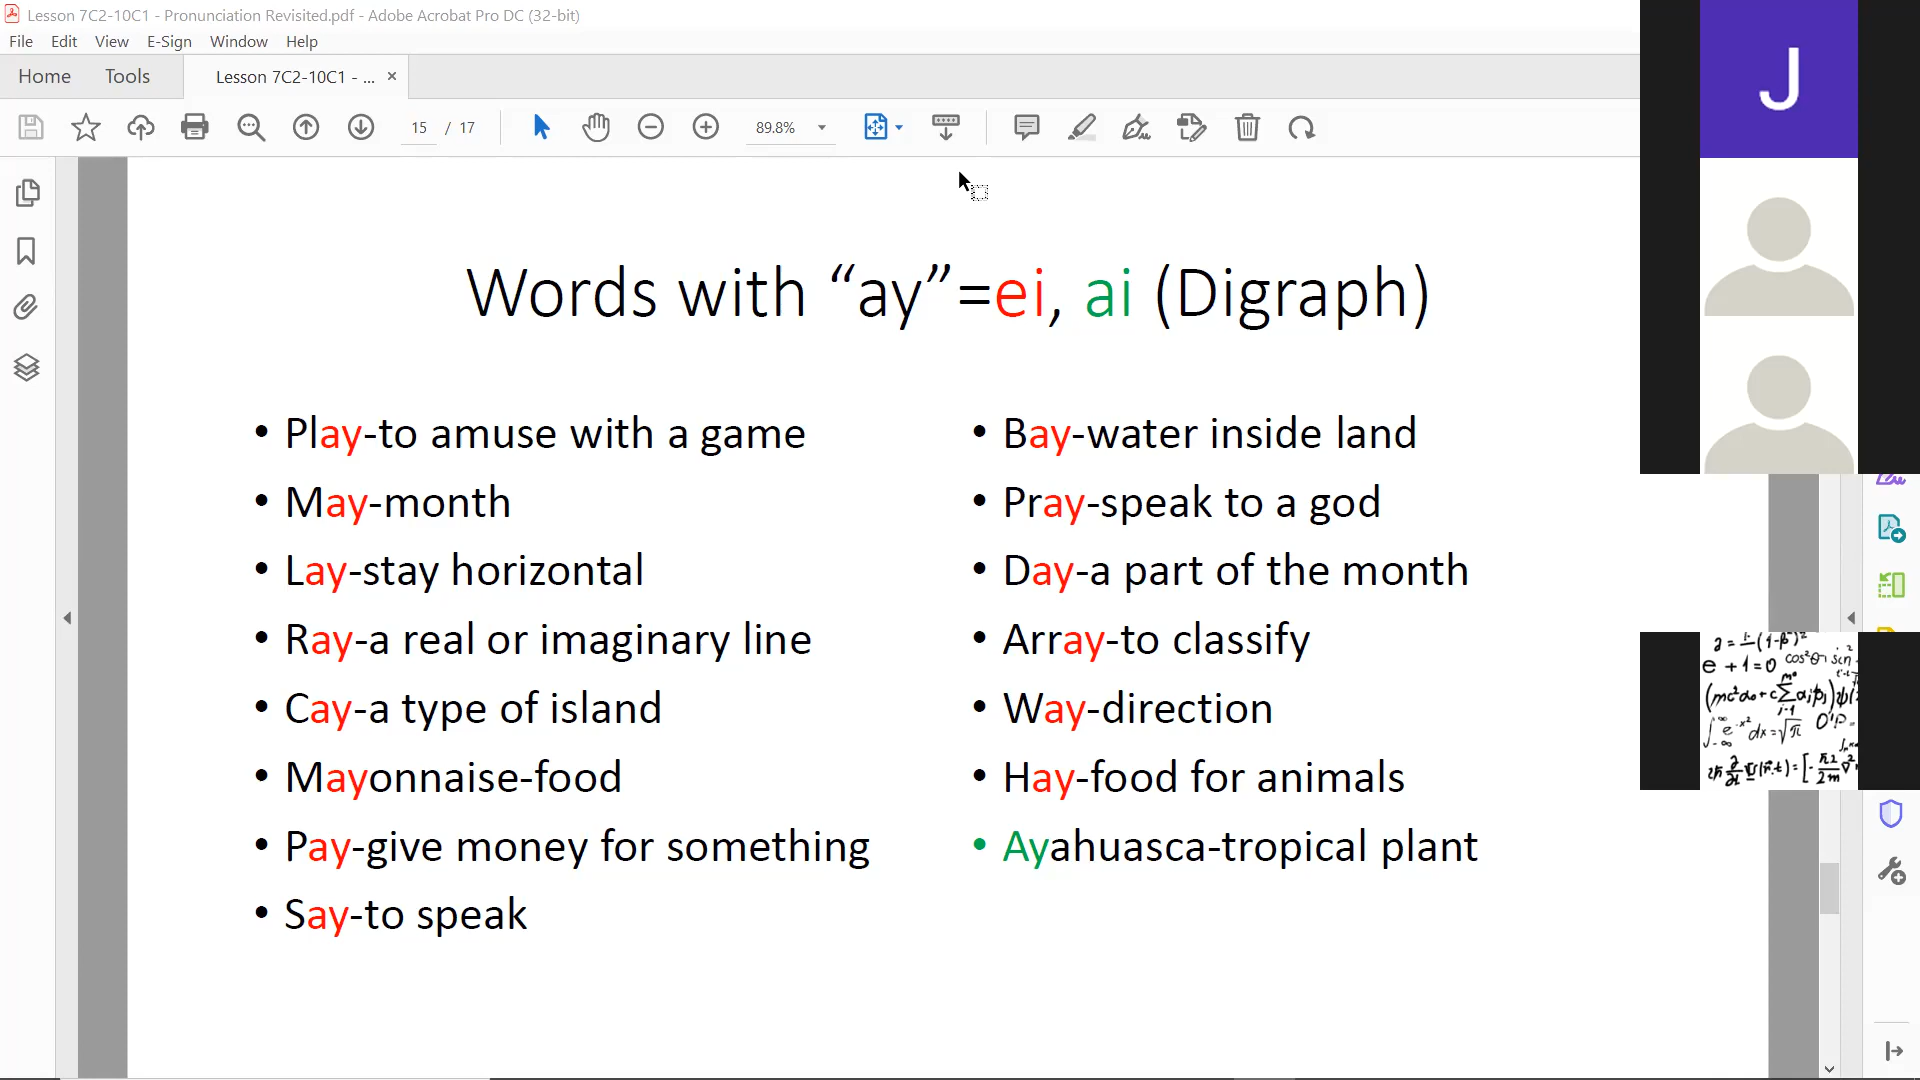 Lesson 7C2-10C1 - Pronunciation Revisited.pdf - Adobe Acrobat Pro DC (32-bit)
File Edit View E-Sign Window Help
Home Tools Lesson 7C2-10C1 - ... ×
15 / 17 89.8%
J
Words with “ay”=ei, ai (Digraph)
• Play-to amuse with a game
• May-month
• Lay-stay horizontal
• Ray-a real or imaginary line
• Cay-a type of island
• Mayonnaise-food
• Pay-give money for something
• Say-to speak
• Bay-water inside land
• Pray-speak to a god
• Day-a part of the month
• Array-to classify
• Way-direction
• Hay-food for animals
• Ayahuasca-tropical plant